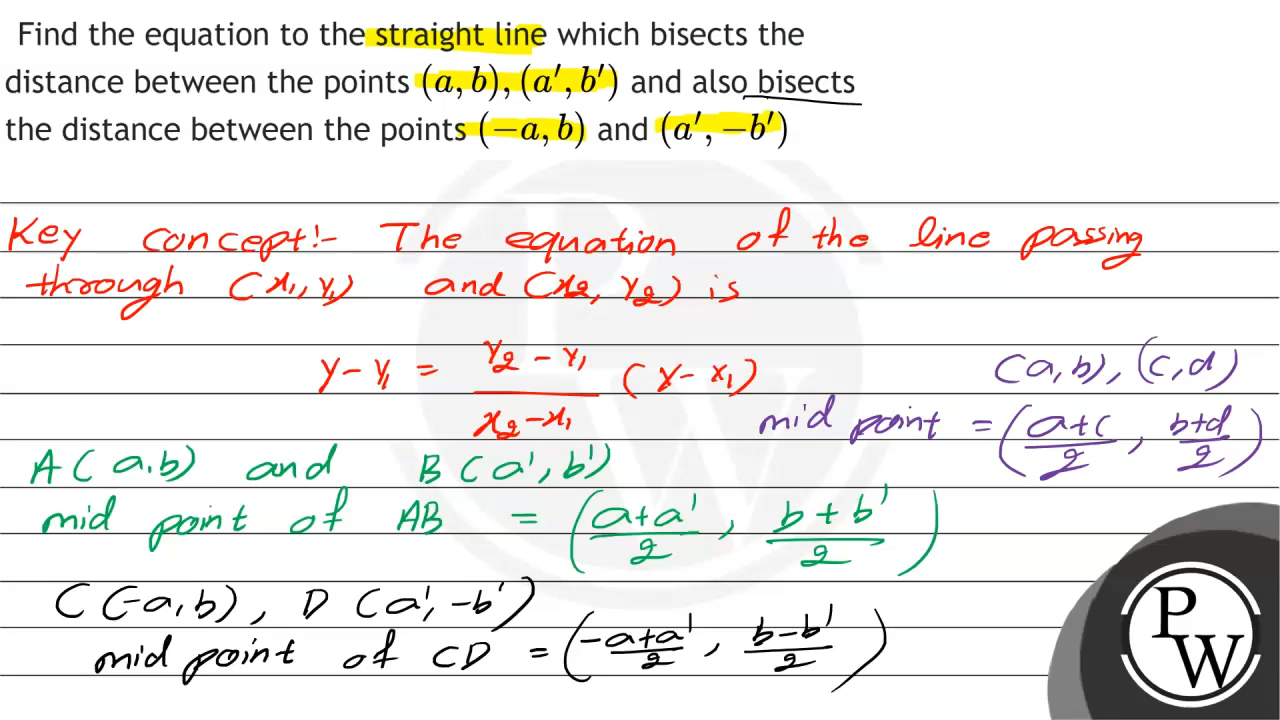 Find the equation to the straight line which bisects the
distance between the points (a, b), (a′, b′) and also bisects
the distance between the points (−a, b) and (a′, −b′)
Key concept:- The equation of the line passing
through (x₁, y₁) and (x₂, y₂) is
y - y₁ = (y₂ - y₁)/(x₂ - x₁) (x - x₁)
(a, b), (c, d)
mid point = ((a+c)/2, (b+d)/2)
A (a, b) and B (a', b')
mid point of AB = ((a+a')/2, (b+b')/2)
C (-a, b), D (a', -b')
mid point of CD = ((-a+a')/2, (b-b')/2)
P
W